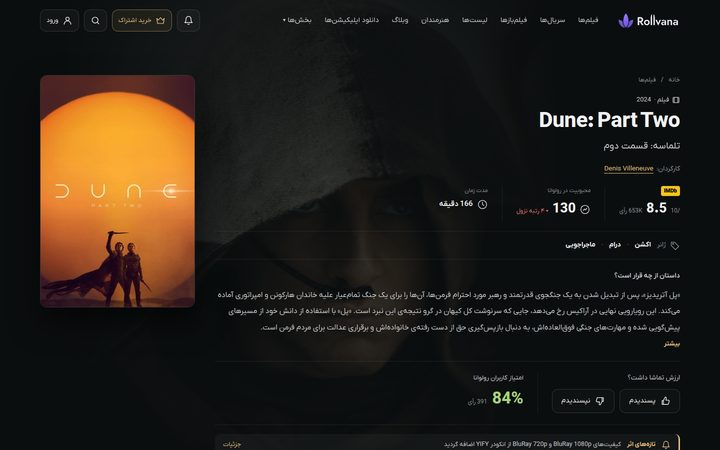 Rollvana
فیلم‌ها
سریال‌ها
فیلم‌بازها
لیست‌ها
هنرمندان
وبلاگ
دانلود اپلیکیشن‌ها
بخش‌ها
خرید اشتراک
ورود
خانه / فیلم‌ها
فیلم · 2024
Dune: Part Two
تلماسه: قسمت دوم
کارگردان: Denis Villeneuve
IMDb
8.5 /10 653K رأی
محبوبیت در رولوانا
130 ۴ رتبه نزول
مدت زمان
166 دقیقه
ژانر اکشن · درام · ماجراجویی
داستان از چه قرار است؟
«پل آتریدیز»، پس از تبدیل شدن به یک جنگجوی قدرتمند و رهبر مورد احترام فرمن‌ها، آن‌ها را برای یک جنگ تمام‌عیار علیه خاندان هارکونن و امپراتوری آماده
می‌کند. این رویارویی نهایی در آراکیس رخ می‌دهد، جایی که سرنوشت کل کیهان در گرو نتیجه‌ی این نبرد است. «پل» با استفاده از دانش خود از مسیرهای
پیش‌گویی شده و مهارت‌های جنگی فوق‌العاده‌اش، به دنبال بازپس‌گیری حق از دست رفته‌ی خانواده‌اش و برقراری عدالت برای مردم فرمن است.
بیشتر
ارزش تماشا داشت؟
پسندیدم
نپسندیدم
امتیاز کاربران رولوانا
84% 391 رأی
تازه‌های اثر کیفیت‌های BluRay 1080p و BluRay 720p از انکودر YIFY اضافه گردید
جزئیات
DUNE
PART TWO